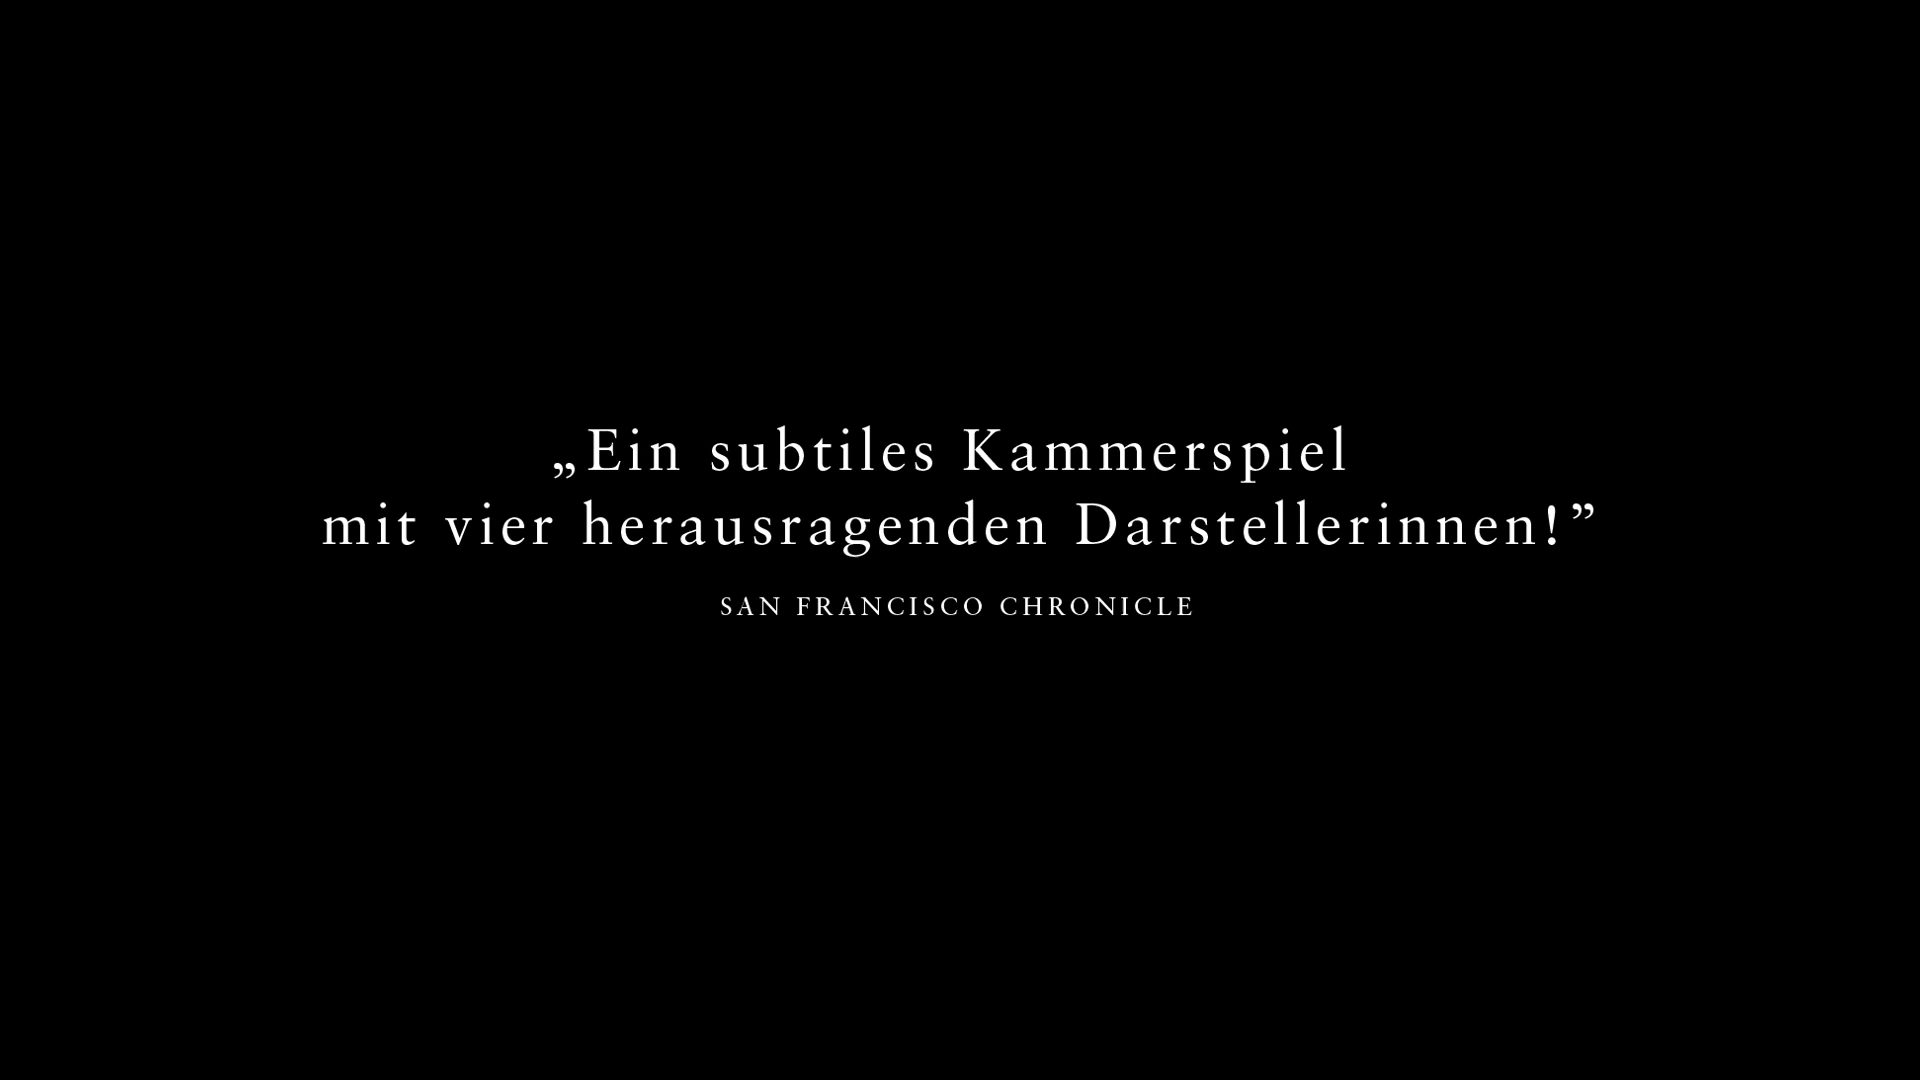 „Ein subtiles Kammerspiel
mit vier herausragenden Darstellerinnen!”
SAN FRANCISCO CHRONICLE